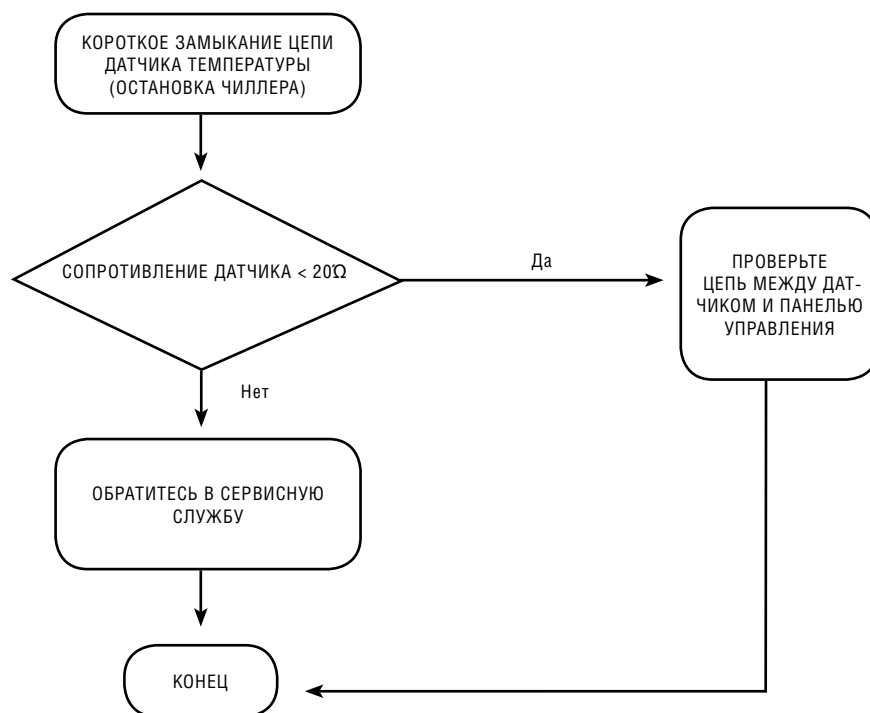 КОРОТКОЕ ЗАМЫКАНИЕ ЦЕПИ
ДАТЧИКА ТЕМПЕРАТУРЫ
(ОСТАНОВКА ЧИЛЛЕРА)
СОПРОТИВЛЕНИЕ ДАТЧИКА < 20Ώ
Да
ПРОВЕРЬТЕ
ЦЕПЬ МЕЖДУ ДАТ-
ЧИКОМ И ПАНЕЛЬЮ
УПРАВЛЕНИЯ
Нет
ОБРАТИТЕСЬ В СЕРВИСНУЮ
СЛУЖБУ
КОНЕЦ